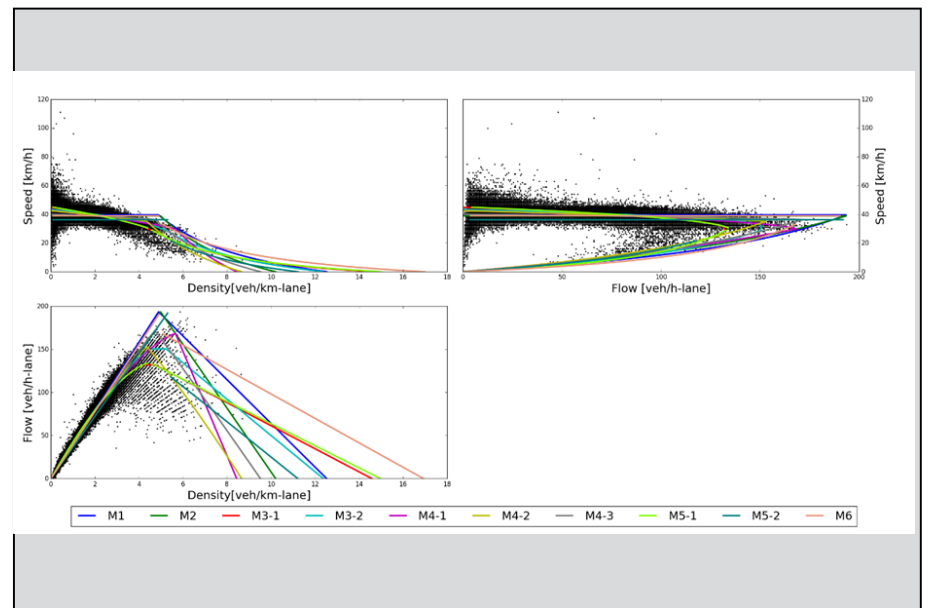 120
100
80
60
40
20
0
Speed [km/h]
0 2 4 6 8 10 12 14 16 18
Density[veh/km-lane]
0 50 100 150 200
Flow [veh/h-lane]
120
100
80
60
40
20
0
Speed [km/h]
200
150
100
50
0
Flow [veh/h-lane]
0 2 4 6 8 10 12 14 16 18
Density[veh/km-lane]
M1 M2 M3-1 M3-2 M4-1 M4-2 M4-3 M5-1 M5-2 M6